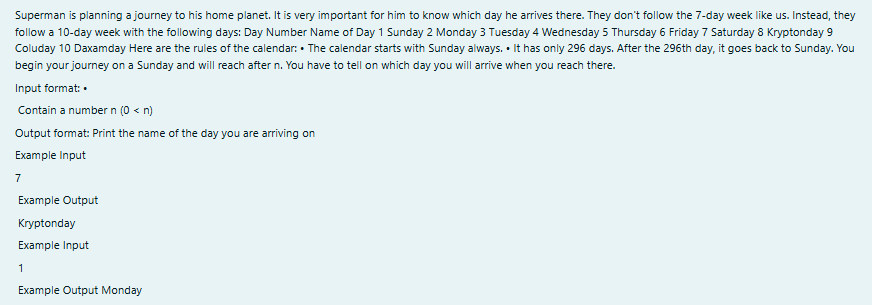 Superman is planning a journey to his home planet. It is very important for him to know which day he arrives there. They don't follow the 7-day week like us. Instead, they
follow a 10-day week with the following days: Day Number Name of Day 1 Sunday 2 Monday 3 Tuesday 4 Wednesday 5 Thursday 6 Friday 7 Saturday 8 Kryptonday 9
Coluday 10 Daxamday Here are the rules of the calendar: • The calendar starts with Sunday always. • It has only 296 days. After the 296th day, it goes back to Sunday. You
begin your journey on a Sunday and will reach after n. You have to tell on which day you will arrive when you reach there.
Input format: •
Contain a number n (0 < n)
Output format: Print the name of the day you are arriving on
Example Input
7
Example Output
Kryptonday
Example Input
1
Example Output Monday